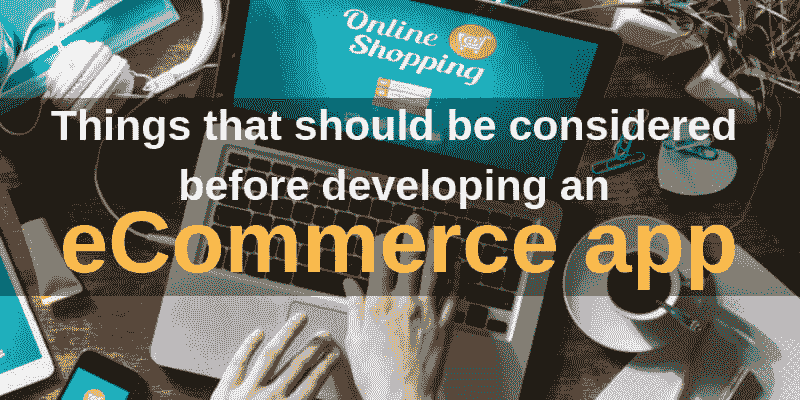 Online
Shopping
Things that should be considered
before developing an
eCommerce app